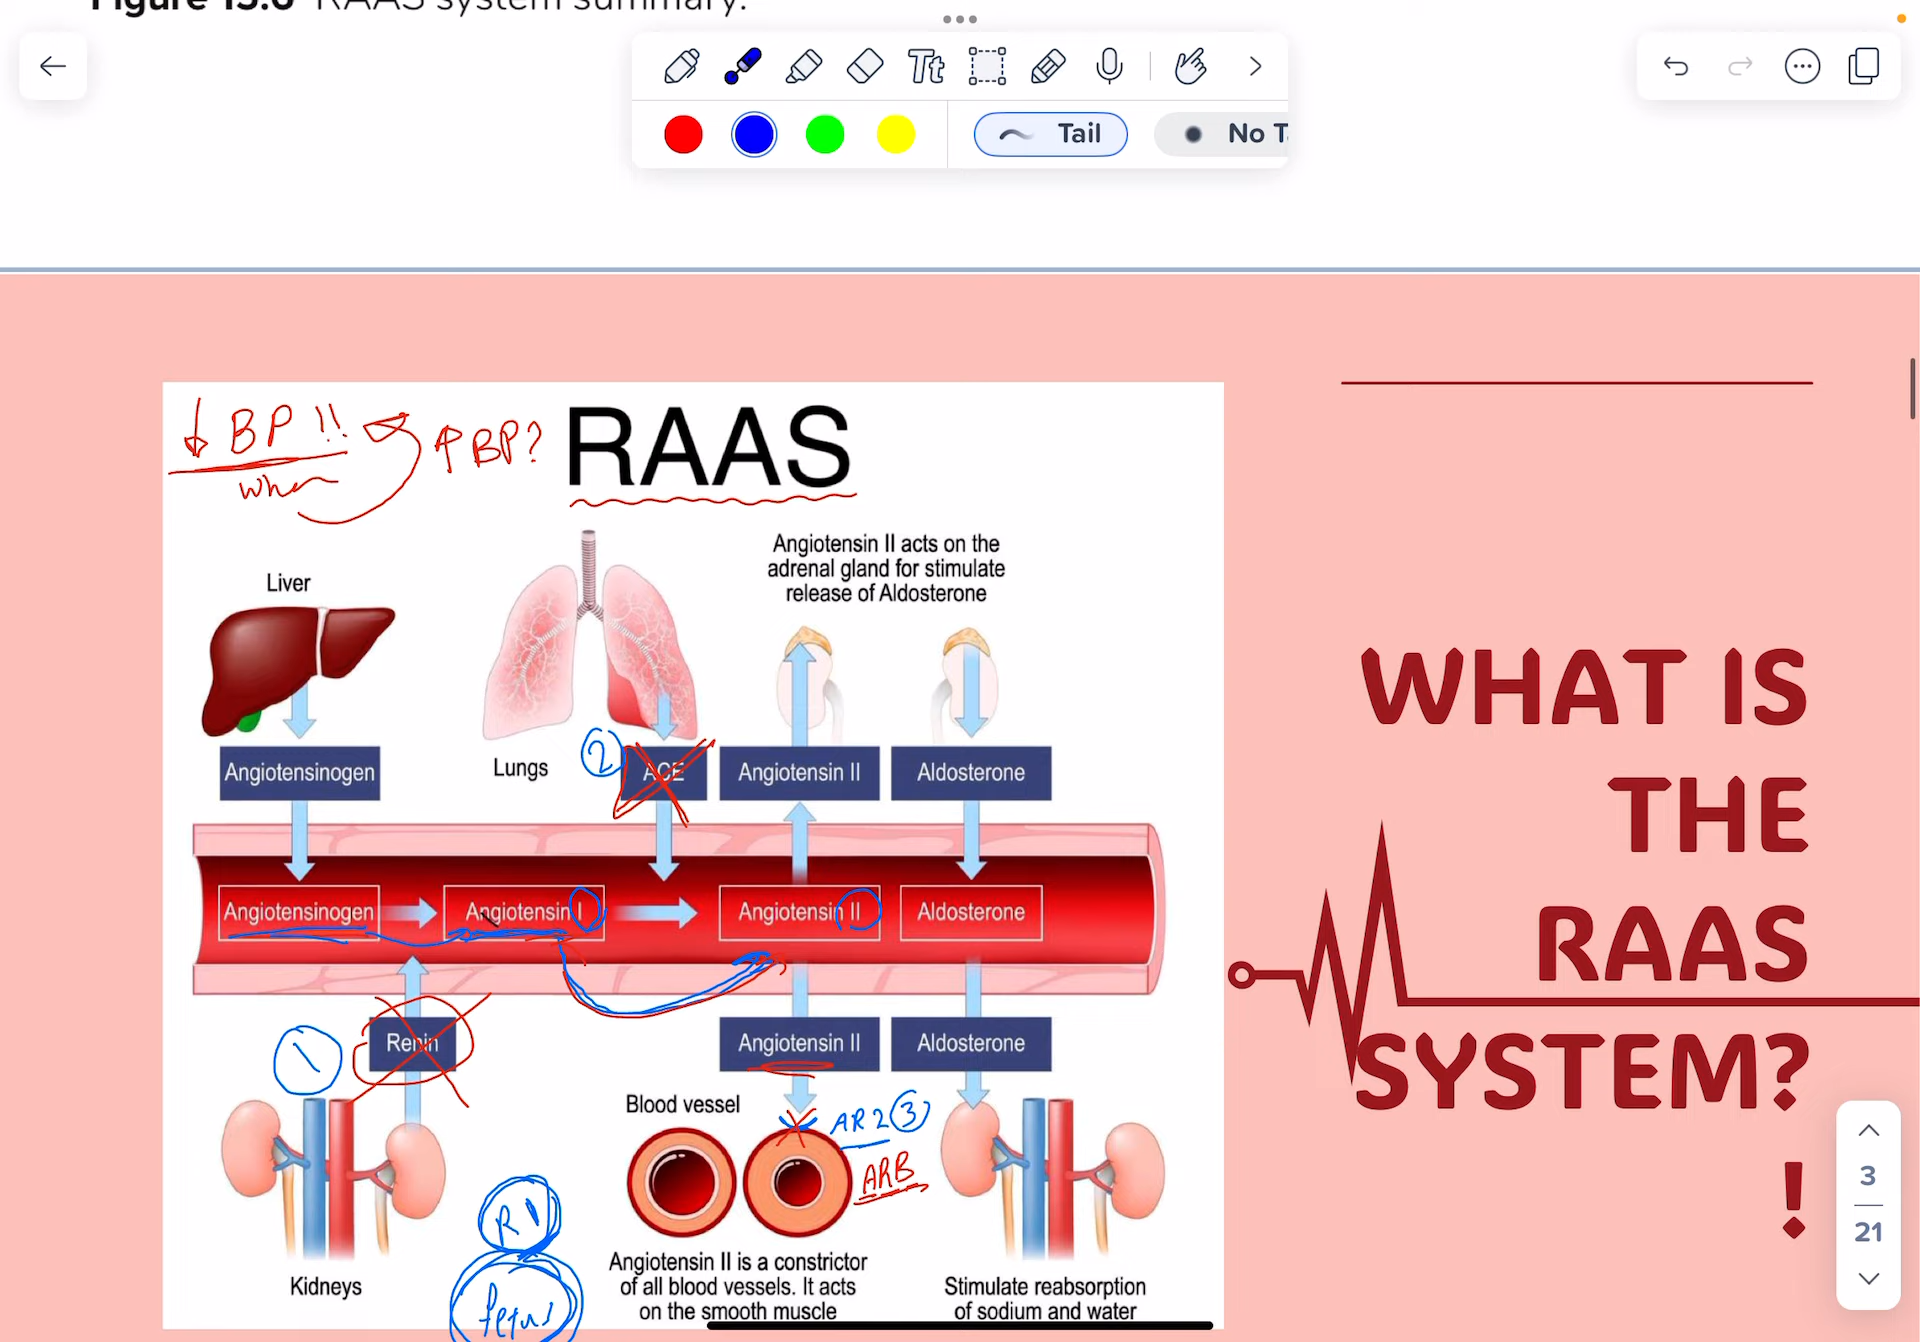 Figure 13.6 RAAS system summary.
Tt
Tail
No T
↓ BP !!
when
↑ BP?
RAAS
Angiotensin II acts on the
adrenal gland for stimulate
release of Aldosterone
Liver
Lungs
②
Angiotensinogen
ACE
Angiotensin II
Aldosterone
Angiotensinogen
Angiotensin I
Angiotensin II
Aldosterone
①
Renin
Angiotensin II
Aldosterone
Blood vessel
AR2 ③
ARB
Kidneys
Angiotensin II is a constrictor
of all blood vessels. It acts
on the smooth muscle
Stimulate reabsorption
of sodium and water
fetus
WHAT IS
THE
RAAS
SYSTEM?
!
3
21